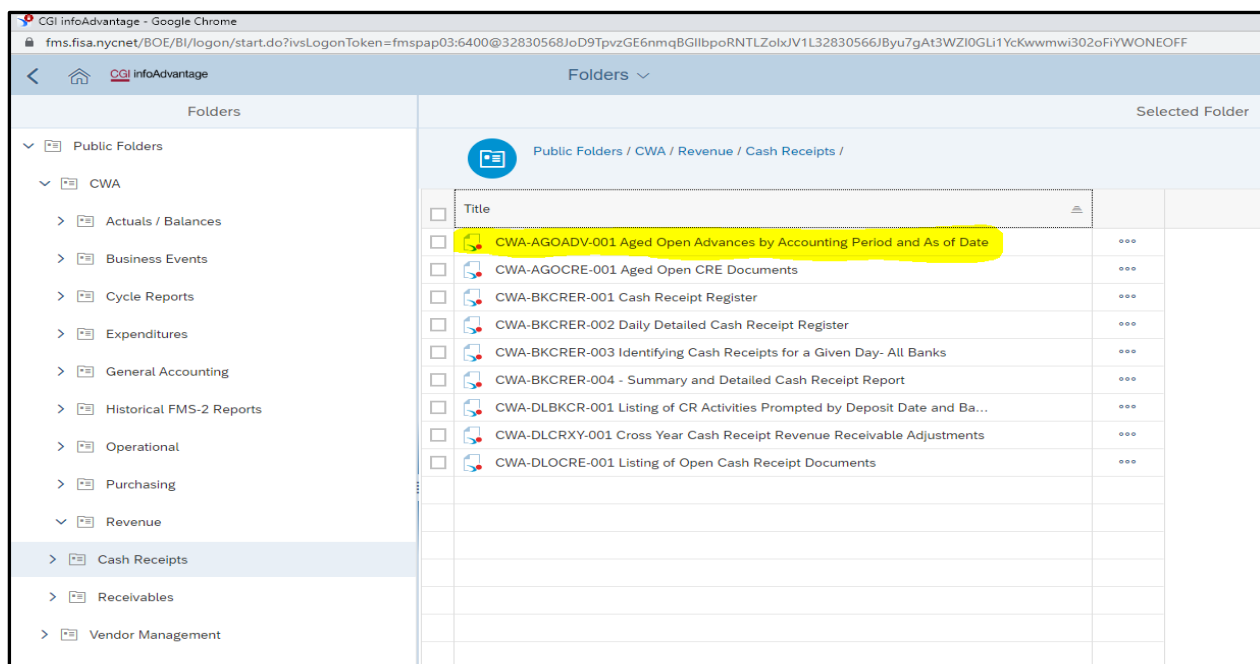 CGI infoAdvantage - Google Chrome
fms.fisa.nycnet/BOE/BI/logon/start.do?ivsLogonToken=fmspap03:6400@32830568JoD9TpvzGE6nmqBGIIbpoRNTLZolxJV1L32830566JByu7gAt3WZI0GLi1YcKwwmwi302oFiYWONEOFF
CGI infoAdvantage
Folders
Folders
Selected Folder
Public Folders
CWA
Actuals / Balances
Business Events
Cycle Reports
Expenditures
General Accounting
Historical FMS-2 Reports
Operational
Purchasing
Revenue
Cash Receipts
Receivables
Vendor Management
Public Folders / CWA / Revenue / Cash Receipts /
Title
CWA-AGOADV-001 Aged Open Advances by Accounting Period and As of Date
CWA-AGOCRE-001 Aged Open CRE Documents
CWA-BKCRER-001 Cash Receipt Register
CWA-BKCRER-002 Daily Detailed Cash Receipt Register
CWA-BKCRER-003 Identifying Cash Receipts for a Given Day- All Banks
CWA-BKCRER-004 - Summary and Detailed Cash Receipt Report
CWA-DLBKCR-001 Listing of CR Activities Prompted by Deposit Date and Ba...
CWA-DLCRXY-001 Cross Year Cash Receipt Revenue Receivable Adjustments
CWA-DLOCRE-001 Listing of Open Cash Receipt Documents